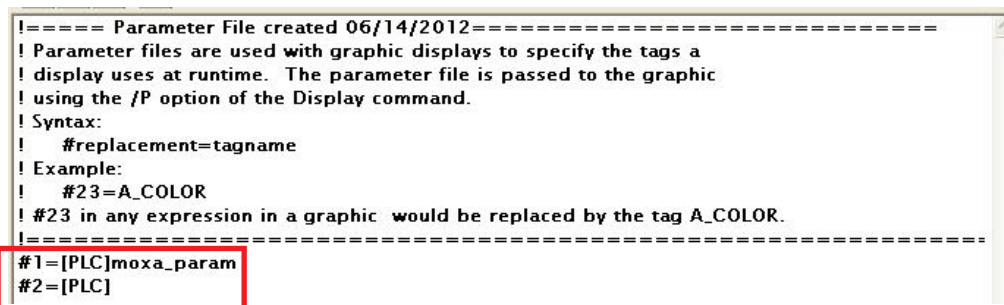 !===== Parameter File created 06/14/2012=============================
! Parameter files are used with graphic displays to specify the tags a
! display uses at runtime.  The parameter file is passed to the graphic
! using the /P option of the Display command.
! Syntax:
!    #replacement=tagname
! Example:
!    #23=A_COLOR
! #23 in any expression in a graphic  would be replaced by the tag A_COLOR.
!===========================================================
#1=[PLC]moxa_param
#2=[PLC]